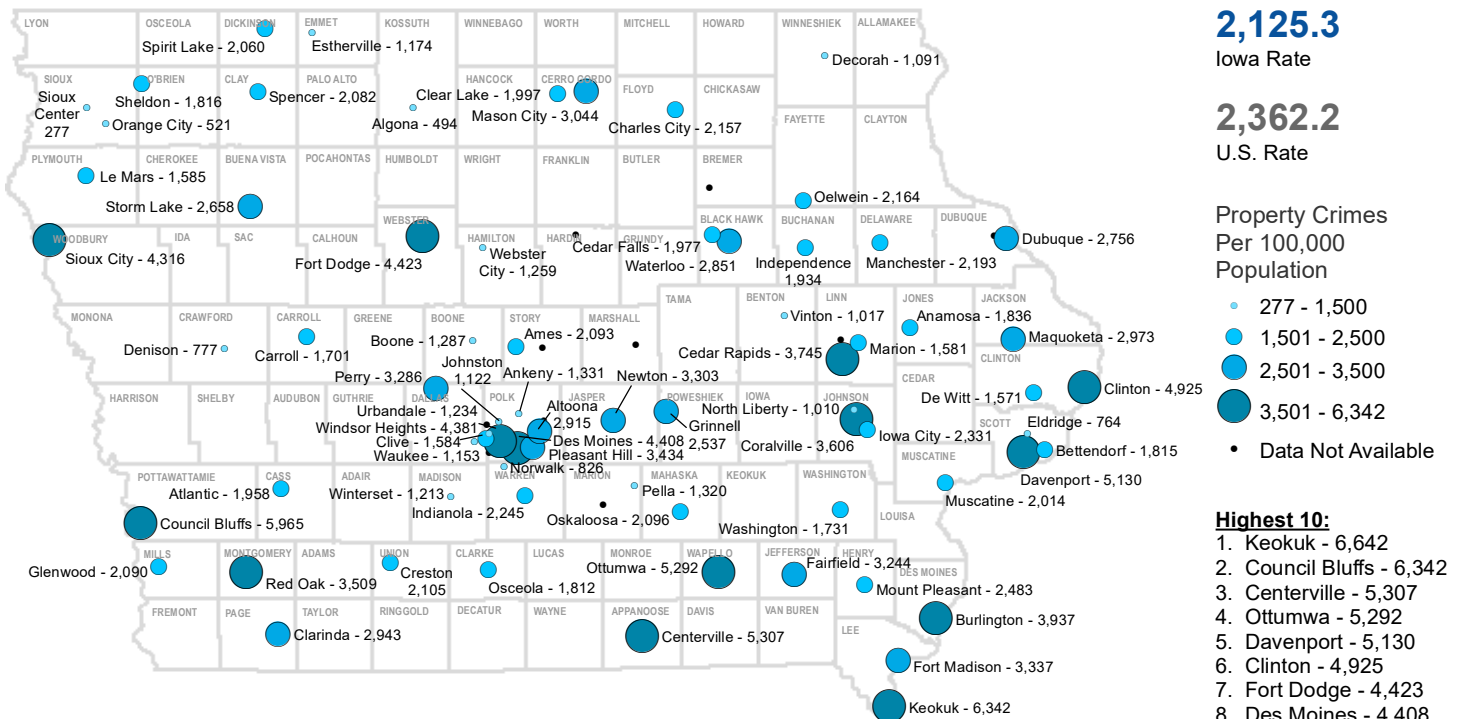 LYON
OSCEOLA
DICKINSON
EMMET
KOSSUTH
WINNEBAGO
WORTH
MITCHELL
HOWARD
WINNESHIEK
ALLAMAKEE
Spirit Lake - 2,060
Estherville - 1,174
Decorah - 1,091
SIOUX
O'BRIEN
CLAY
PALO ALTO
HANCOCK
CERRO GORDO
FLOYD
CHICKASAW
Sioux
Center
277
Sheldon - 1,816
Orange City - 521
Spencer - 2,082
Algona - 494
Clear Lake - 1,997
Mason City - 3,044
Charles City - 2,157
FAYETTE
CLAYTON
PLYMOUTH
CHEROKEE
BUENA VISTA
POCAHONTAS
HUMBOLDT
WRIGHT
FRANKLIN
BUTLER
BREMER
Le Mars - 1,585
Storm Lake - 2,658
Oelwein - 2,164
WOODBURY
IDA
SAC
CALHOUN
WEBSTER
HAMILTON
HARDIN
GRUNDY
BLACK HAWK
BUCHANAN
DELAWARE
DUBUQUE
Sioux City - 4,316
Fort Dodge - 4,423
Webster
City - 1,259
Cedar Falls - 1,977
Waterloo - 2,851
Independence
1,934
Manchester - 2,193
Dubuque - 2,756
MONONA
CRAWFORD
CARROLL
GREENE
BOONE
STORY
MARSHALL
TAMA
BENTON
LINN
JONES
JACKSON
Denison - 777
Carroll - 1,701
Boone - 1,287
Ames - 2,093
Vinton - 1,017
Anamosa - 1,836
Maquoketa - 2,973
Cedar Rapids - 3,745
Marion - 1,581
CLINTON
Johnston
1,122
Perry - 3,286
Ankeny - 1,331
Newton - 3,303
CEDAR
De Witt - 1,571
Clinton - 4,925
HARRISON
SHELBY
AUDUBON
GUTHRIE
DALLAS
POLK
JASPER
POWESHIEK
IOWA
JOHNSON
SCOTT
Urbandale - 1,234
Windsor Heights - 4,381
Clive - 1,584
Waukee - 1,153
Altoona
2,915
Des Moines - 4,408
Pleasant Hill - 3,434
Norwalk - 826
Grinnell
2,537
North Liberty - 1,010
Coralville - 3,606
Iowa City - 2,331
Eldridge - 764
Bettendorf - 1,815
Davenport - 5,130
MUSCATINE
Muscatine - 2,014
POTTAWATTAMIE
CASS
ADAIR
MADISON
WARREN
MARION
MAHASKA
KEOKUK
WASHINGTON
LOUISA
Atlantic - 1,958
Winterset - 1,213
Indianola - 2,245
Pella - 1,320
Oskaloosa - 2,096
Washington - 1,731
Council Bluffs - 5,965
MILLS
MONTGOMERY
ADAMS
UNION
CLARKE
LUCAS
MONROE
WAPELLO
JEFFERSON
HENRY
DES MOINES
Glenwood - 2,090
Red Oak - 3,509
Creston
2,105
Osceola - 1,812
Ottumwa - 5,292
Fairfield - 3,244
Mount Pleasant - 2,483
FREMONT
PAGE
TAYLOR
RINGGOLD
DECATUR
WAYNE
APPANOOSE
DAVIS
VAN BUREN
LEE
Clarinda - 2,943
Centerville - 5,307
Burlington - 3,937
Fort Madison - 3,337
Keokuk - 6,342
2,125.3
Iowa Rate
2,362.2
U.S. Rate
Property Crimes
Per 100,000
Population
277 - 1,500
1,501 - 2,500
2,501 - 3,500
3,501 - 6,342
Data Not Available
Highest 10:
1. Keokuk - 6,642
2. Council Bluffs - 6,342
3. Centerville - 5,307
4. Ottumwa - 5,292
5. Davenport - 5,130
6. Clinton - 4,925
7. Fort Dodge - 4,423
8. Des Moines - 4,408